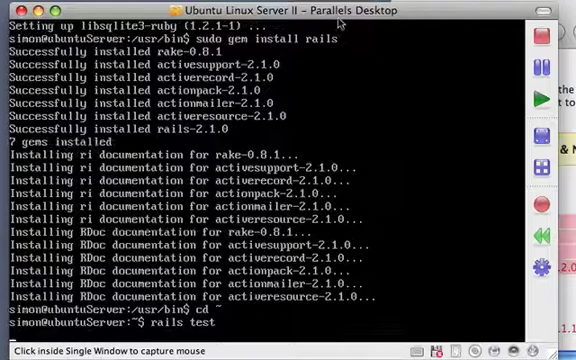 Ubuntu Linux Server II - Parallels Desktop
Setting up libsqlite3-ruby (1.2.1-1) ...
simon@ubuntuServer:/usr/bin$ sudo gem install rails
Successfully installed rake-0.8.1
Successfully installed activesupport-2.1.0
Successfully installed activerecord-2.1.0
Successfully installed actionpack-2.1.0
Successfully installed actionmailer-2.1.0
Successfully installed activeresource-2.1.0
Successfully installed rails-2.1.0
7 gems installed
Installing ri documentation for rake-0.8.1...
Installing ri documentation for activesupport-2.1.0...
Installing ri documentation for activerecord-2.1.0...
Installing ri documentation for actionpack-2.1.0...
Installing ri documentation for actionmailer-2.1.0...
Installing ri documentation for activeresource-2.1.0...
Installing RDoc documentation for rake-0.8.1...
Installing RDoc documentation for activesupport-2.1.0...
Installing RDoc documentation for activerecord-2.1.0...
Installing RDoc documentation for actionpack-2.1.0...
Installing RDoc documentation for actionmailer-2.1.0...
Installing RDoc documentation for activeresource-2.1.0...
simon@ubuntuServer:/usr/bin$ cd ~
simon@ubuntuServer:~$ rails test
Click inside Single Window to capture mouse
the
t to